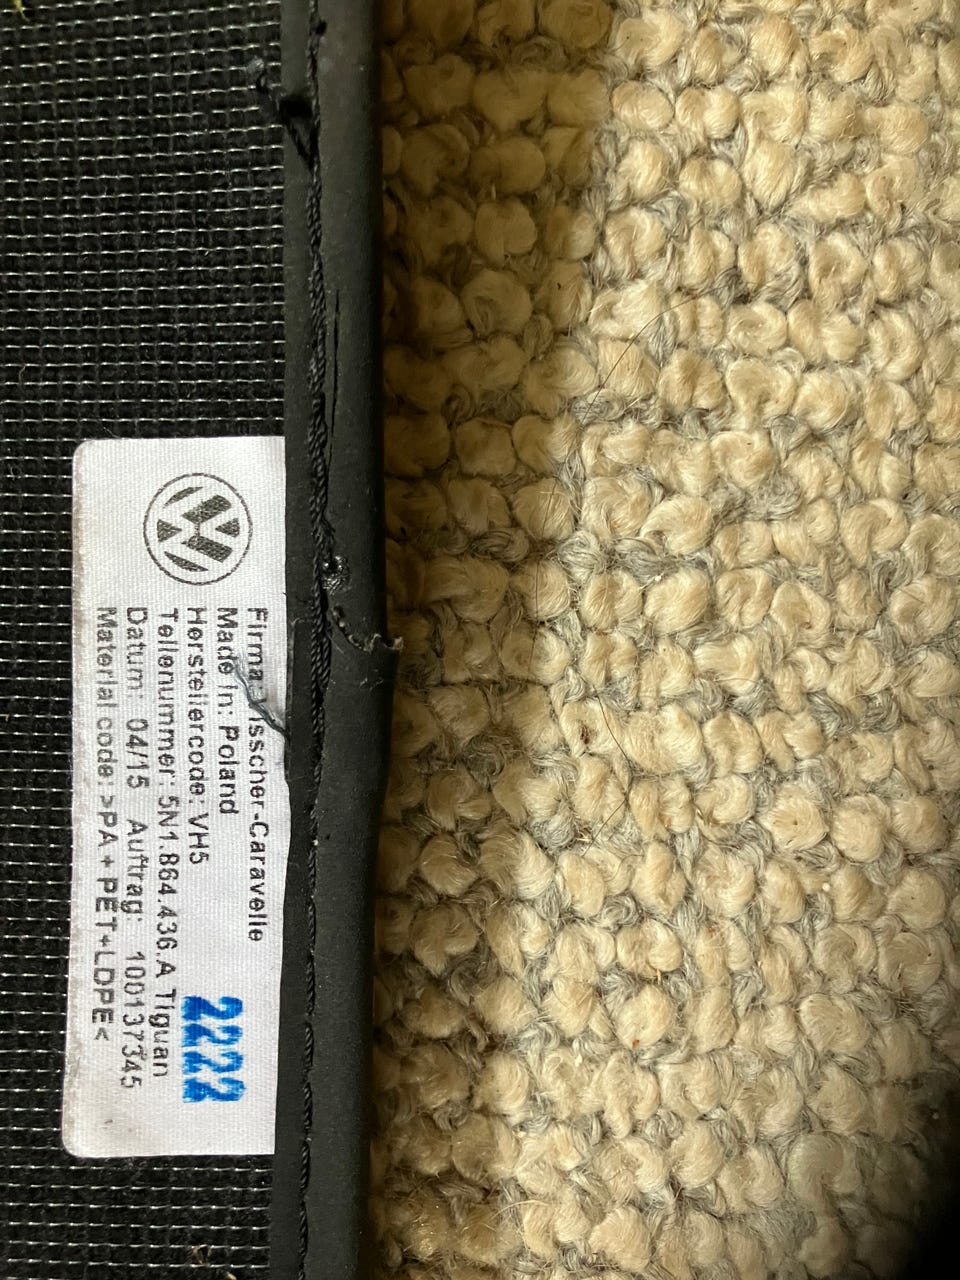 Firma: Isscher-Caravelle
Made In: Poland
Herstellercode: VH5
Teilenummer: 5N1.864.436.A Tiguan
Datum: 04/15 Auftrag: 100137345
Material code: >PA+PET+LDPE<
2222